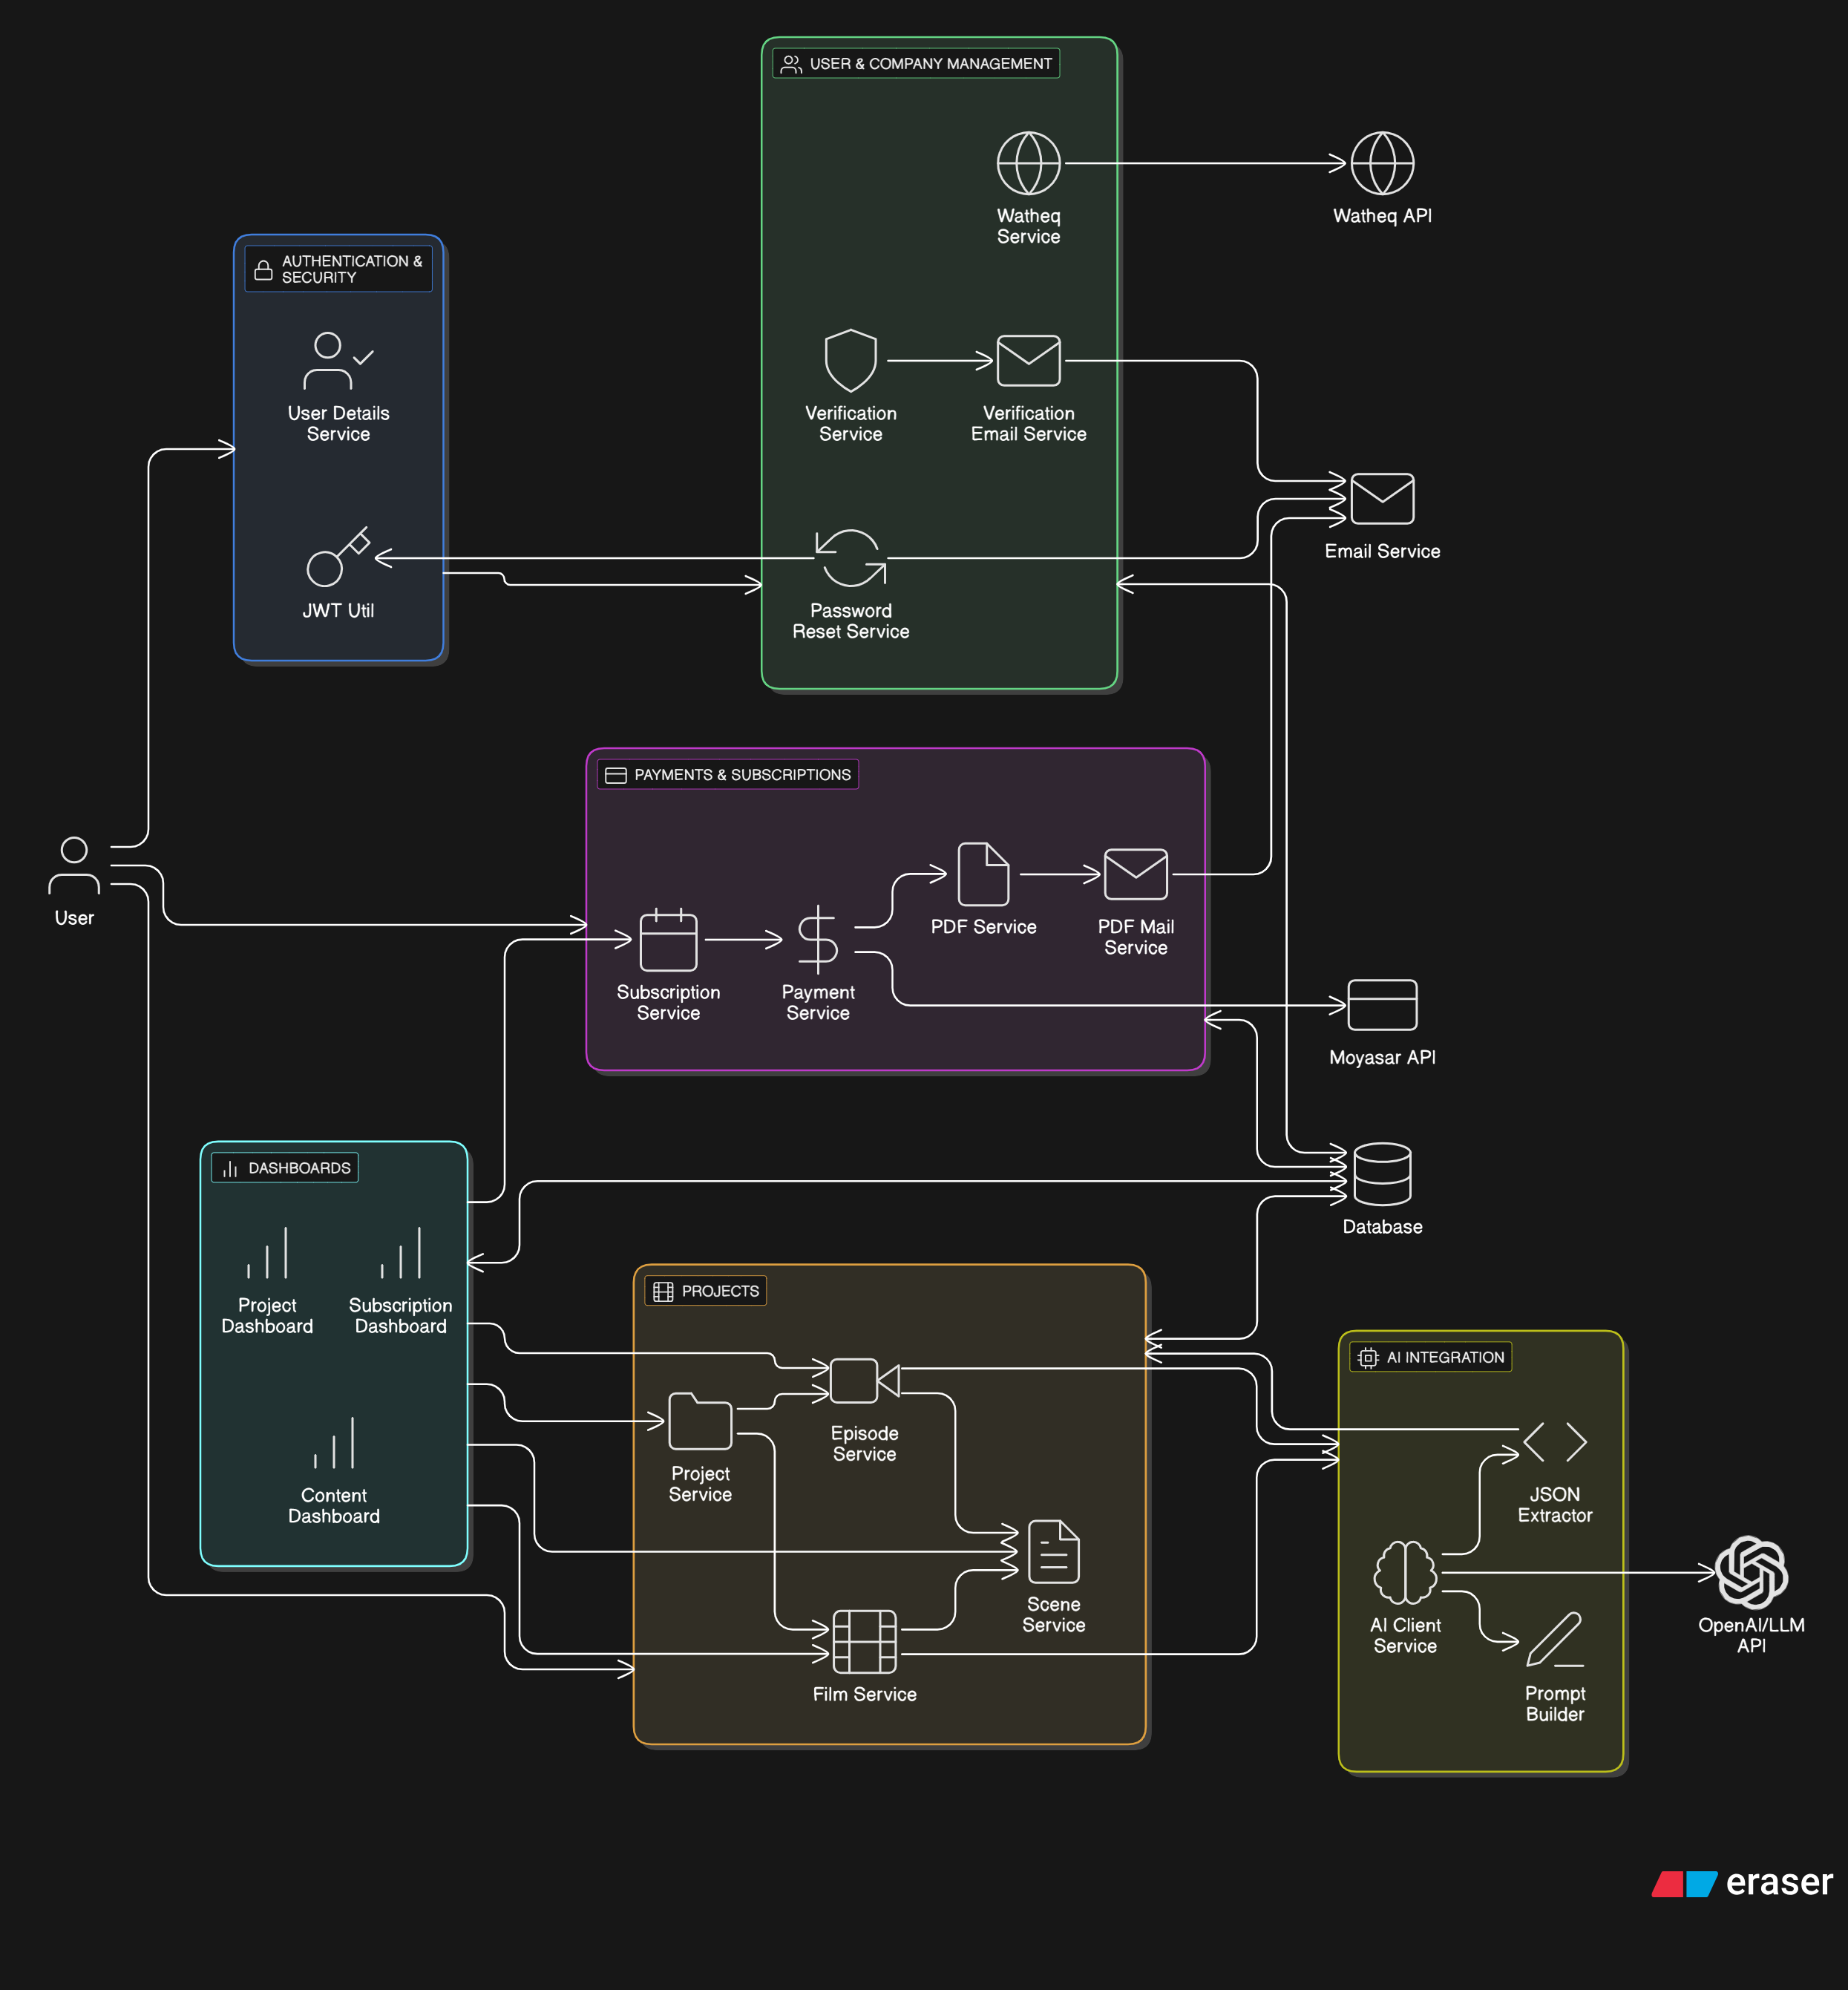 USER & COMPANY MANAGEMENT
Watheq
Service
Watheq API
AUTHENTICATION &
SECURITY
User Details
Service
Verification
Service
Verification
Email Service
Email Service
JWT Util
Password
Reset Service
PAYMENTS & SUBSCRIPTIONS
User
PDF Service
PDF Mail
Service
Subscription
Service
Payment
Service
Moyasar API
DASHBOARDS
Database
Project
Dashboard
Subscription
Dashboard
Content
Dashboard
PROJECTS
Episode
Service
Project
Service
Scene
Service
Film Service
AI INTEGRATION
JSON
Extractor
AI Client
Service
Prompt
Builder
OpenAI/LLM
API
eraser